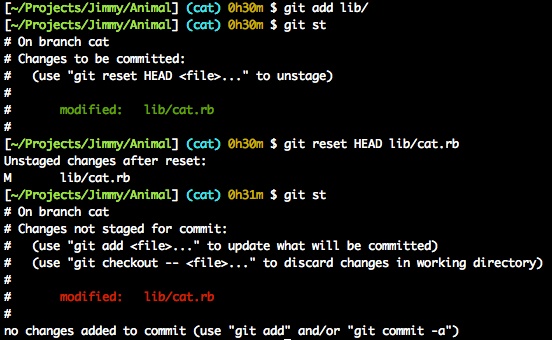 [~/Projects/Jimmy/Animal] (cat) 0h30m $ git add lib/
[~/Projects/Jimmy/Animal] (cat) 0h30m $ git st
# On branch cat
# Changes to be committed:
#   (use "git reset HEAD <file>..." to unstage)
#
#       modified:   lib/cat.rb
#
[~/Projects/Jimmy/Animal] (cat) 0h30m $ git reset HEAD lib/cat.rb
Unstaged changes after reset:
M       lib/cat.rb
[~/Projects/Jimmy/Animal] (cat) 0h31m $ git st
# On branch cat
# Changes not staged for commit:
#   (use "git add <file>..." to update what will be committed)
#   (use "git checkout -- <file>..." to discard changes in working directory)
#
#       modified:   lib/cat.rb
#
no changes added to commit (use "git add" and/or "git commit -a")